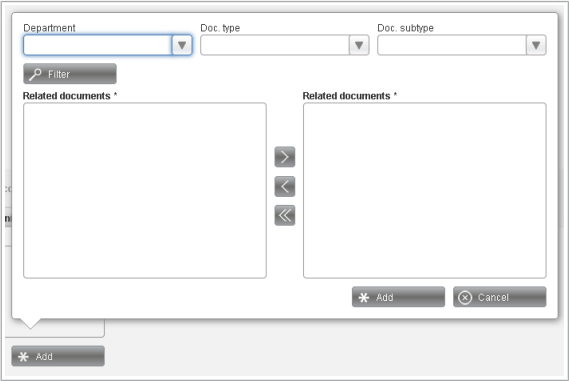 Department Doc. type Doc. subtype
Filter
Related documents * Related documents *
Add Cancel
Add